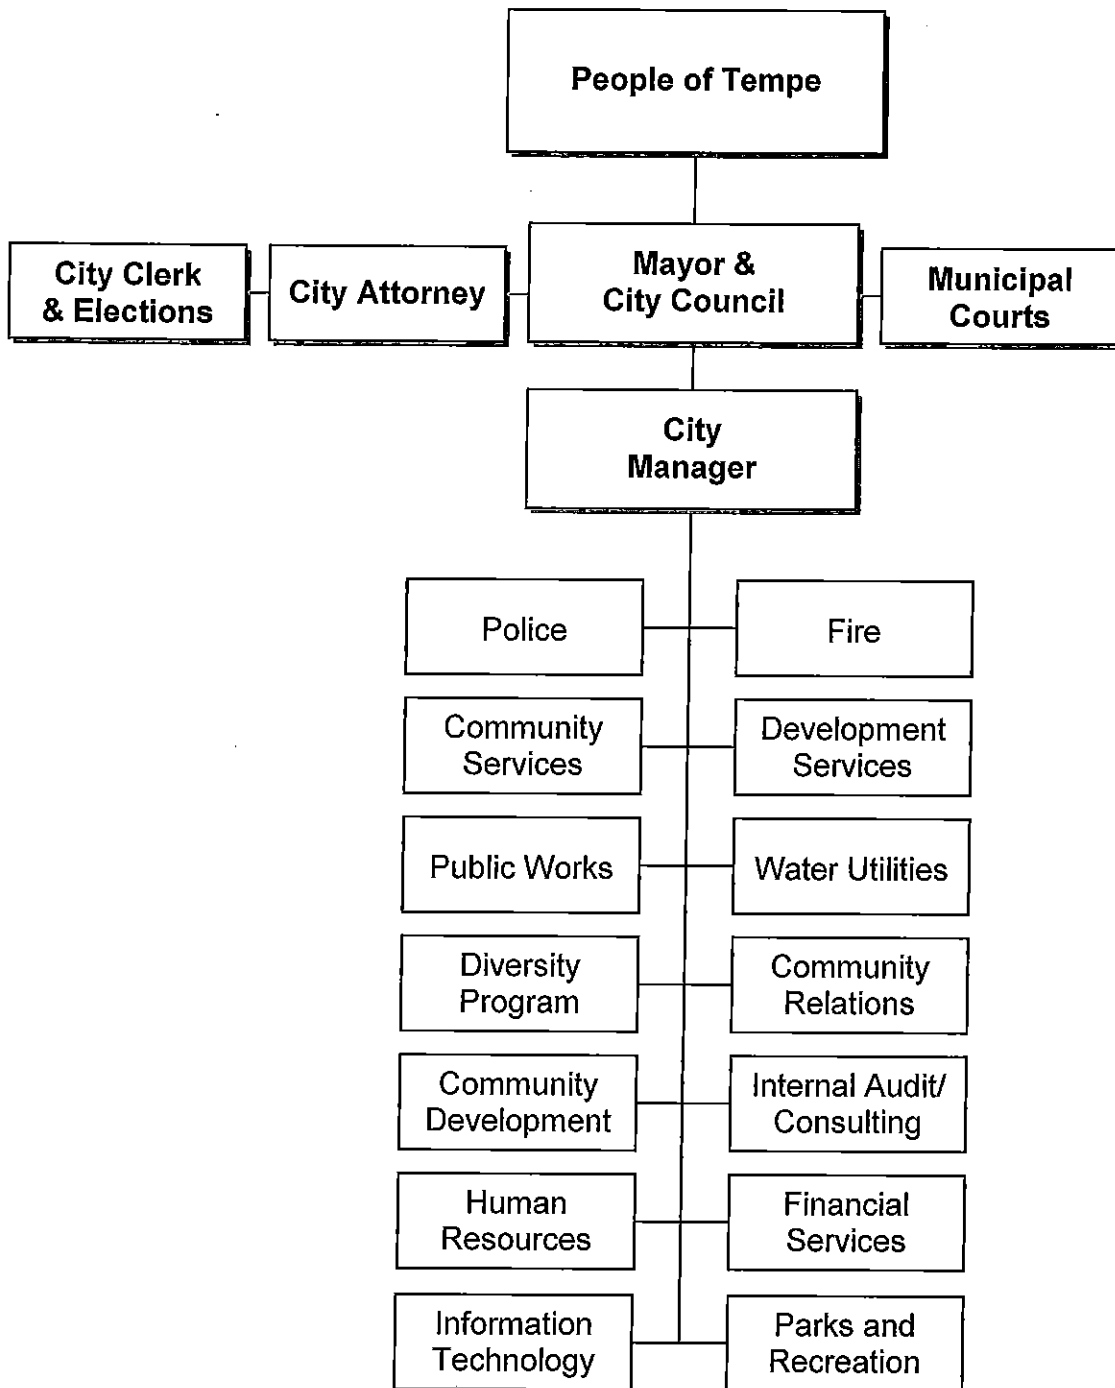 People of Tempe
City Clerk
& Elections
City Attorney
Mayor &
City Council
Municipal
Courts
City
Manager
Police
Fire
Community
Services
Development
Services
Public Works
Water Utilities
Diversity
Program
Community
Relations
Community
Development
Internal Audit/
Consulting
Human
Resources
Financial
Services
Information
Technology
Parks and
Recreation